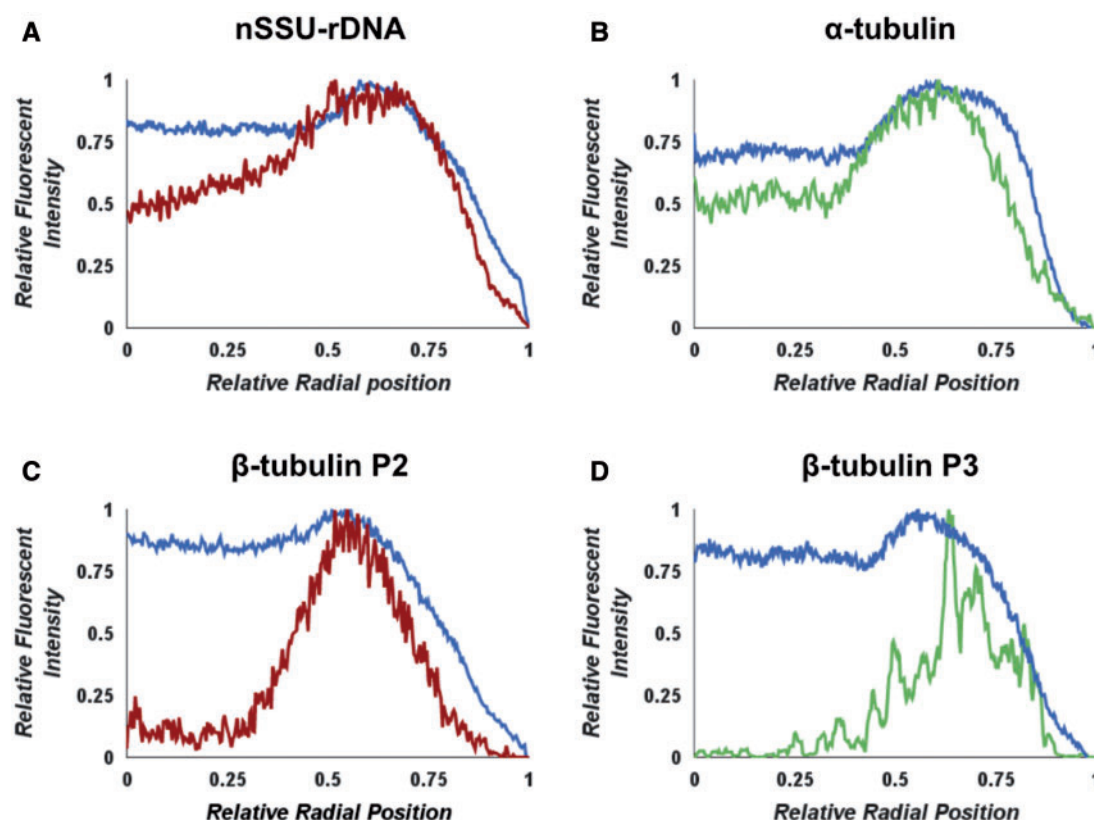 A
nSSU-rDNA
Relative Fluorescent
Intensity
1
0.75
0.5
0.25
0
0 0.25 0.5 0.75 1
Relative Radial position
B
α-tubulin
Relative Fluorescent
Intensity
1
0.75
0.5
0.25
0
0 0.25 0.5 0.75 1
Relative Radial Position
C
β-tubulin P2
Relative Fluorescent
Intensity
1
0.75
0.5
0.25
0
0 0.25 0.5 0.75 1
Relative Radial Position
D
β-tubulin P3
Relative Fluorescent
Intensity
1
0.75
0.5
0.25
0
0 0.25 0.5 0.75 1
Relative Radial Position